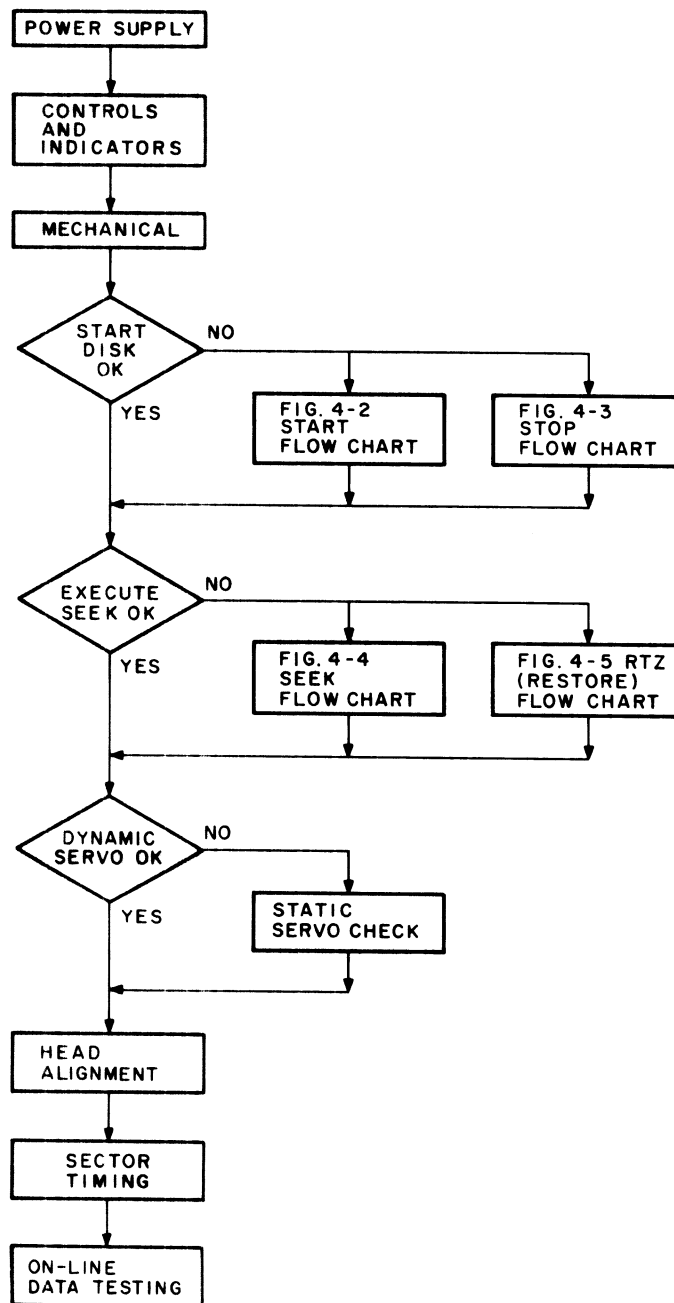 POWER SUPPLY
CONTROLS
AND
INDICATORS
MECHANICAL
START
DISK
OK
NO
YES
FIG. 4-2
START
FLOW CHART
FIG. 4-3
STOP
FLOW CHART
EXECUTE
SEEK OK
NO
YES
FIG. 4-4
SEEK
FLOW CHART
FIG. 4-5 RTZ
(RESTORE)
FLOW CHART
DYNAMIC
SERVO OK
NO
YES
STATIC
SERVO CHECK
HEAD
ALIGNMENT
SECTOR
TIMING
ON-LINE
DATA TESTING